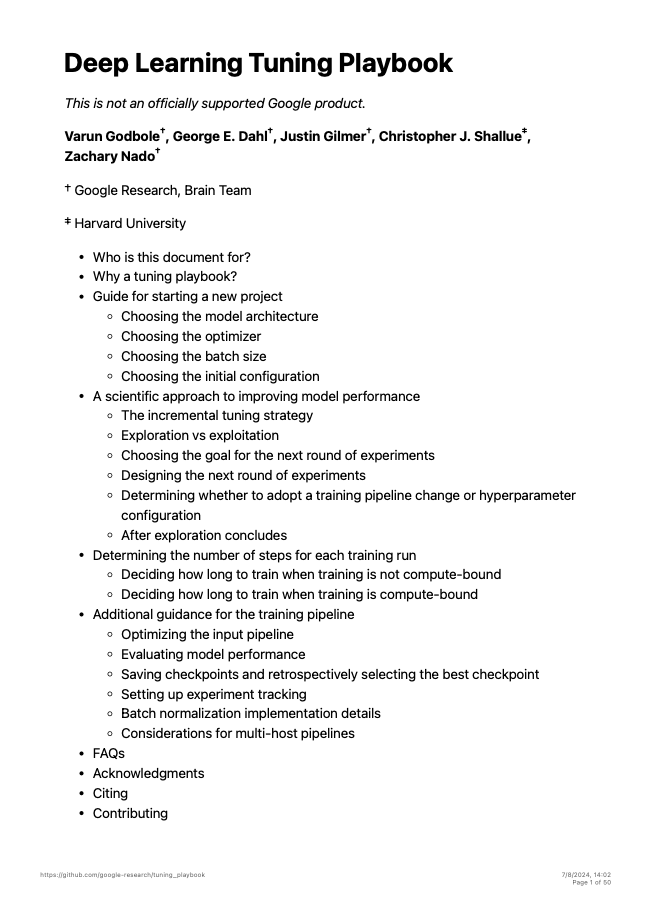 Deep Learning Tuning Playbook
This is not an officially supported Google product.
Varun Godbole†, George E. Dahl†, Justin Gilmer†, Christopher J. Shallue‡,
Zachary Nado†
† Google Research, Brain Team
‡ Harvard University
• Who is this document for?
• Why a tuning playbook?
• Guide for starting a new project
◦ Choosing the model architecture
◦ Choosing the optimizer
◦ Choosing the batch size
◦ Choosing the initial configuration
• A scientific approach to improving model performance
◦ The incremental tuning strategy
◦ Exploration vs exploitation
◦ Choosing the goal for the next round of experiments
◦ Designing the next round of experiments
◦ Determining whether to adopt a training pipeline change or hyperparameter
configuration
◦ After exploration concludes
• Determining the number of steps for each training run
◦ Deciding how long to train when training is not compute-bound
◦ Deciding how long to train when training is compute-bound
• Additional guidance for the training pipeline
◦ Optimizing the input pipeline
◦ Evaluating model performance
◦ Saving checkpoints and retrospectively selecting the best checkpoint
◦ Setting up experiment tracking
◦ Batch normalization implementation details
◦ Considerations for multi-host pipelines
• FAQs
• Acknowledgments
• Citing
• Contributing
https://github.com/google-research/tuning_playbook
7/8/2024, 14:02
Page 1 of 50